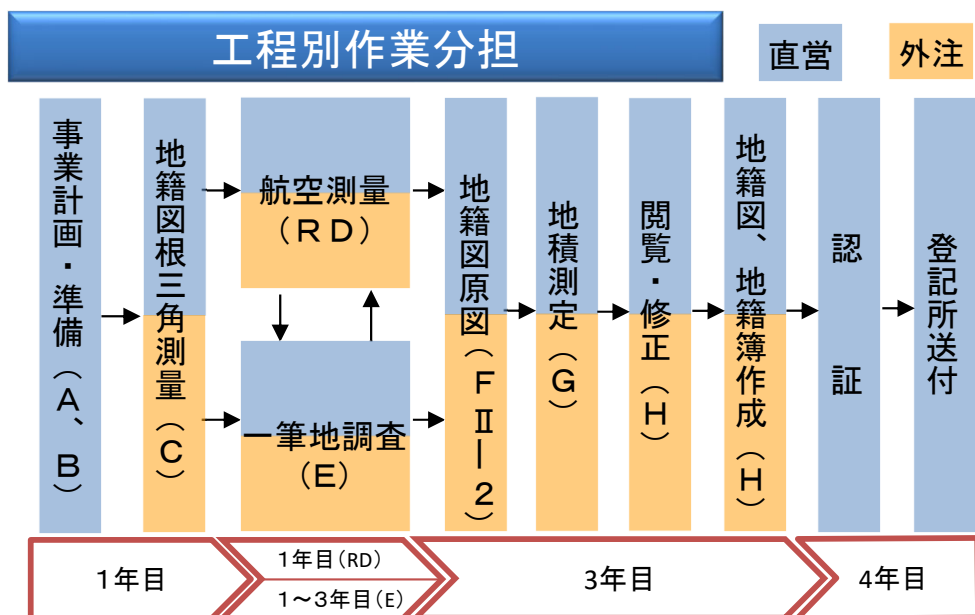 工程別作業分担
直営
外注
事業計画・準備（Ａ、Ｂ）
地籍図根三角測量（Ｃ）
航空測量
（ＲＤ）
一筆地調査
（Ｅ）
地籍図原図（ＦⅡ－２）
地積測定（Ｇ）
閲覧・修正（Ｈ）
地籍図、地籍簿作成（Ｈ）
認証
登記所送付
１年目
１年目（RD）
１～３年目（E）
3年目
4年目